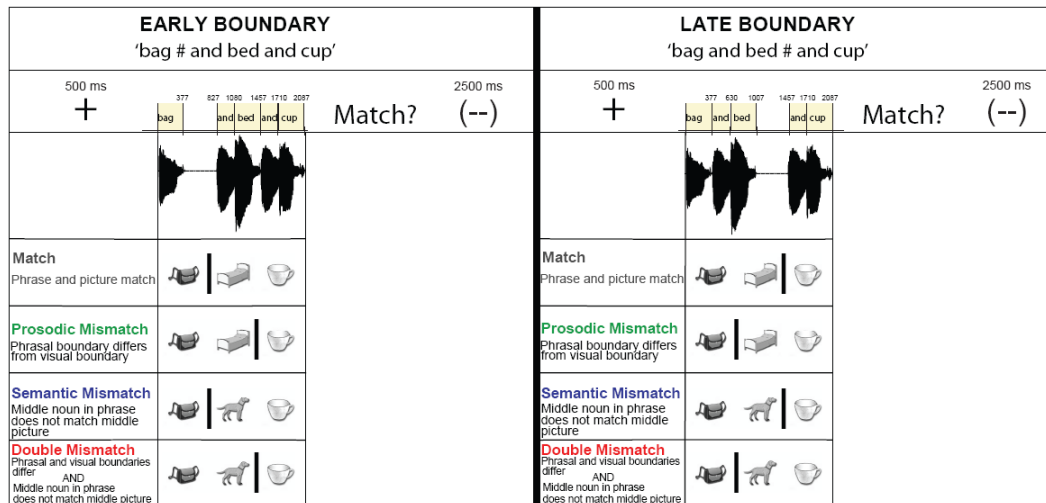 EARLY BOUNDARY
'bag # and bed and cup'
500 ms
+
377 827 1080 1457 1710 2087
bag and bed and cup
Match?
2500 ms
(--)
Match
Phrase and picture match
Prosodic Mismatch
Phrasal boundary differs
from visual boundary
Semantic Mismatch
Middle noun in phrase
does not match middle
picture
Double Mismatch
Phrasal and visual boundaries
differ
AND
Middle noun in phrase
does not match middle picture
LATE BOUNDARY
'bag and bed # and cup'
500 ms
+
377 630 1007 1457 1710 2087
bag and bed and cup
Match?
2500 ms
(--)
Match
Phrase and picture match
Prosodic Mismatch
Phrasal boundary differs
from visual boundary
Semantic Mismatch
Middle noun in phrase
does not match middle
picture
Double Mismatch
Phrasal and visual boundaries
differ
AND
Middle noun in phrase
does not match middle picture